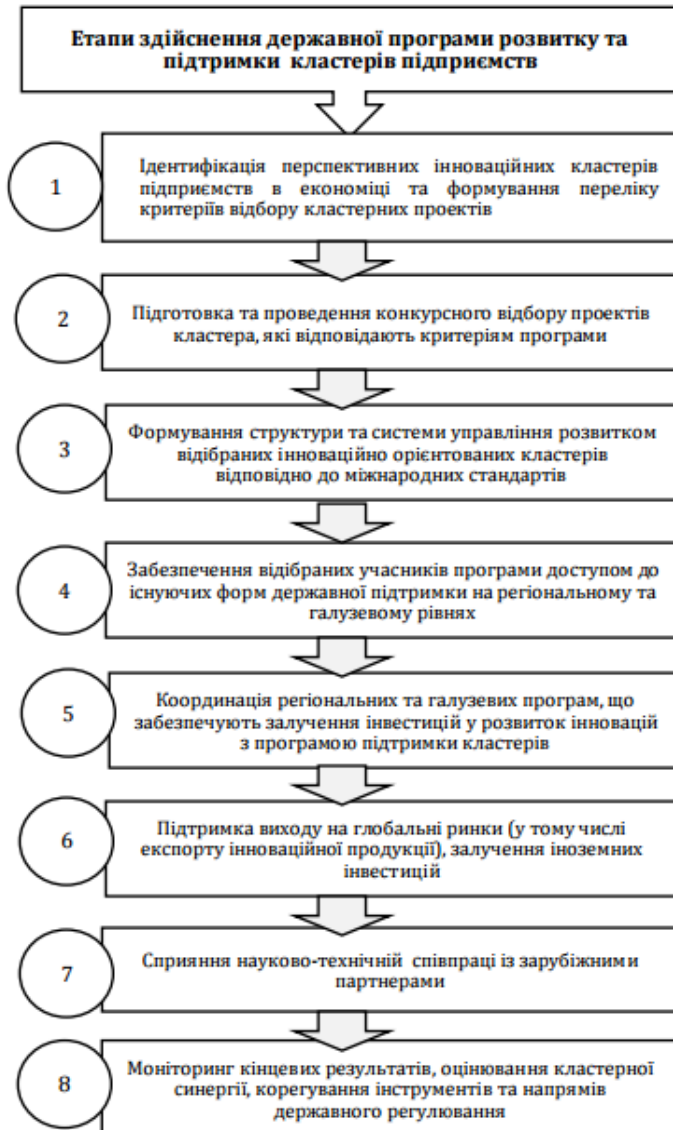 Етапи здійснення державної програми розвитку та
підтримки кластерів підприємств
1
Ідентифікація перспективних інноваційних кластерів
підприємств в економіці та формування переліку
критеріїв відбору кластерних проектів
2
Підготовка та проведення конкурсного відбору проектів
кластера, які відповідають критеріям програми
3
Формування структури та системи управління розвитком
відібраних інноваційно орієнтованих кластерів
відповідно до міжнародних стандартів
4
Забезпечення відібраних учасників програми доступом до
існуючих форм державної підтримки на регіональному та
галузевому рівнях
5
Координація регіональних та галузевих програм, що
забезпечують залучення інвестицій у розвиток інновацій
з програмою підтримки кластерів
6
Підтримка виходу на глобальні ринки (у тому числі
експорту інноваційної продукції), залучення іноземних
інвестицій
7
Сприяння науково-технічній співпраці із зарубіжними
партнерами
8
Моніторинг кінцевих результатів, оцінювання кластерної
синергії, корегування інструментів та напрямів
державного регулювання